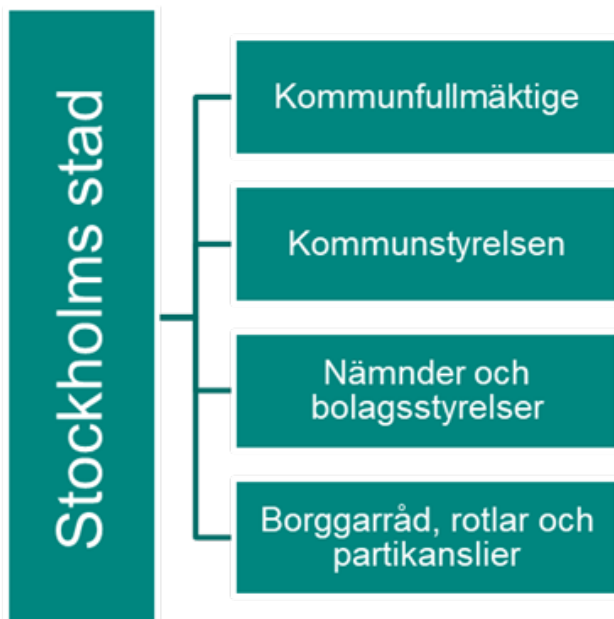 Stockholms stad
Kommunfullmäktige
Kommunstyrelsen
Nämnder och
bolagsstyrelser
Borggarråd, rotlar och
partikanslier